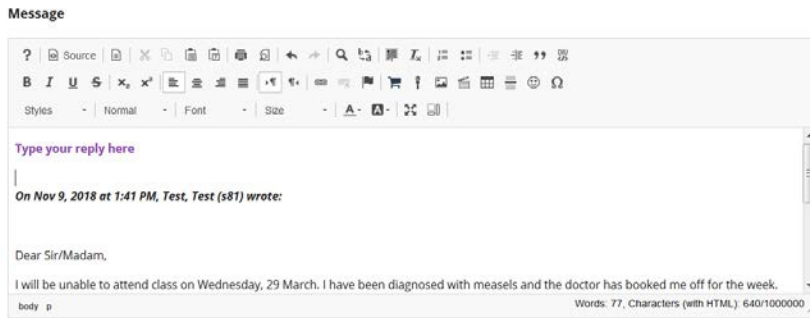 Message
? Source
B I U S x₂ x² Ω
Styles Normal Font Size A A
Type your reply here
On Nov 9, 2018 at 1:41 PM, Test, Test (s81) wrote:
Dear Sir/Madam,
I will be unable to attend class on Wednesday, 29 March. I have been diagnosed with measels and the doctor has booked me off for the week.
body p Words: 77, Characters (with HTML): 640/1000000